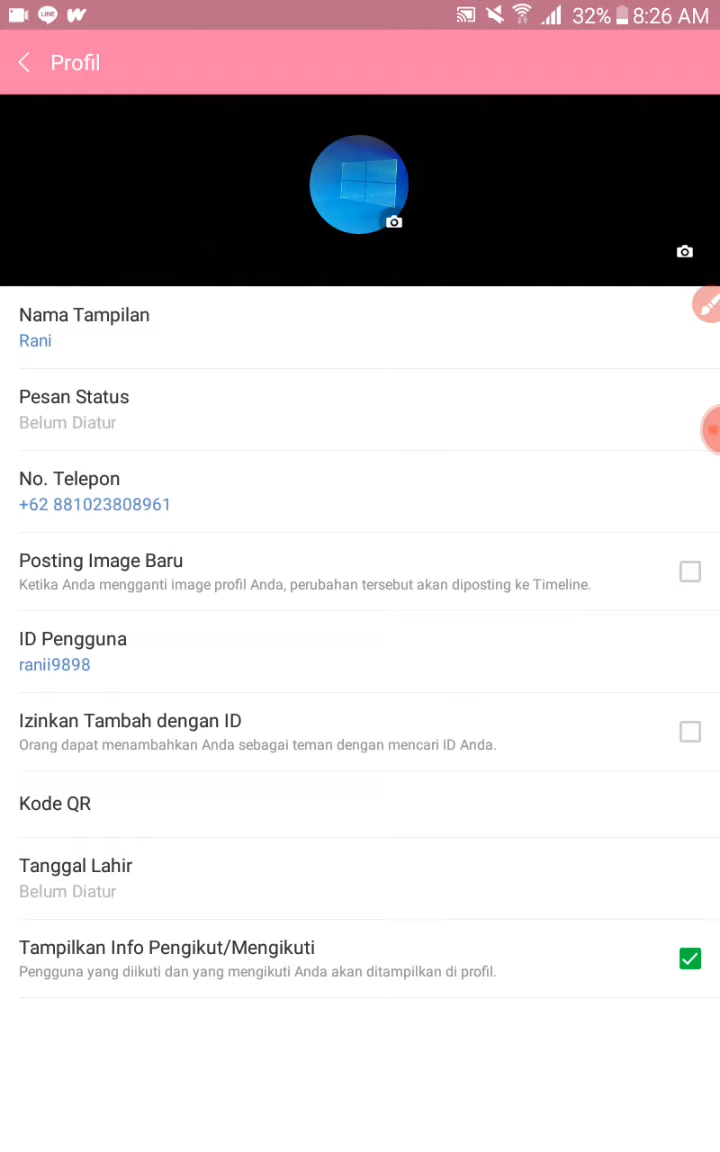 LINE
32% 8:26 AM
Profil
Nama Tampilan
Rani
Pesan Status
Belum Diatur
No. Telepon
+62 881023808961
Posting Image Baru
Ketika Anda mengganti image profil Anda, perubahan tersebut akan diposting ke Timeline.
ID Pengguna
ranii9898
Izinkan Tambah dengan ID
Orang dapat menambahkan Anda sebagai teman dengan mencari ID Anda.
Kode QR
Tanggal Lahir
Belum Diatur
Tampilkan Info Pengikut/Mengikuti
Pengguna yang diikuti dan yang mengikuti Anda akan ditampilkan di profil.